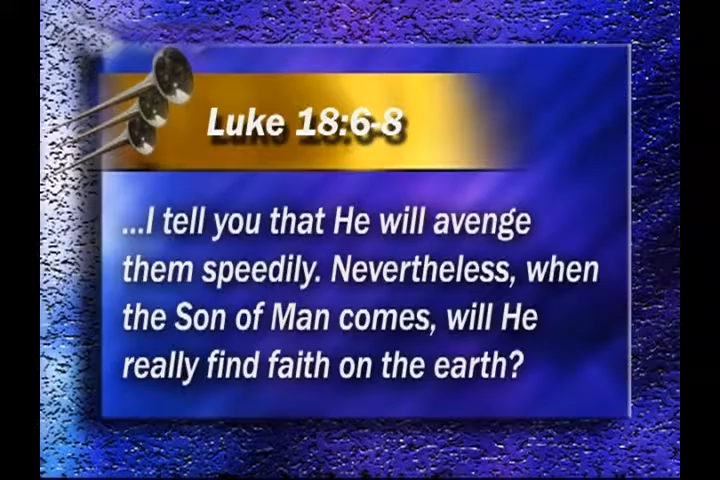 Luke 18:6-8
...I tell you that He will avenge
them speedily. Nevertheless, when
the Son of Man comes, will He
really find faith on the earth?